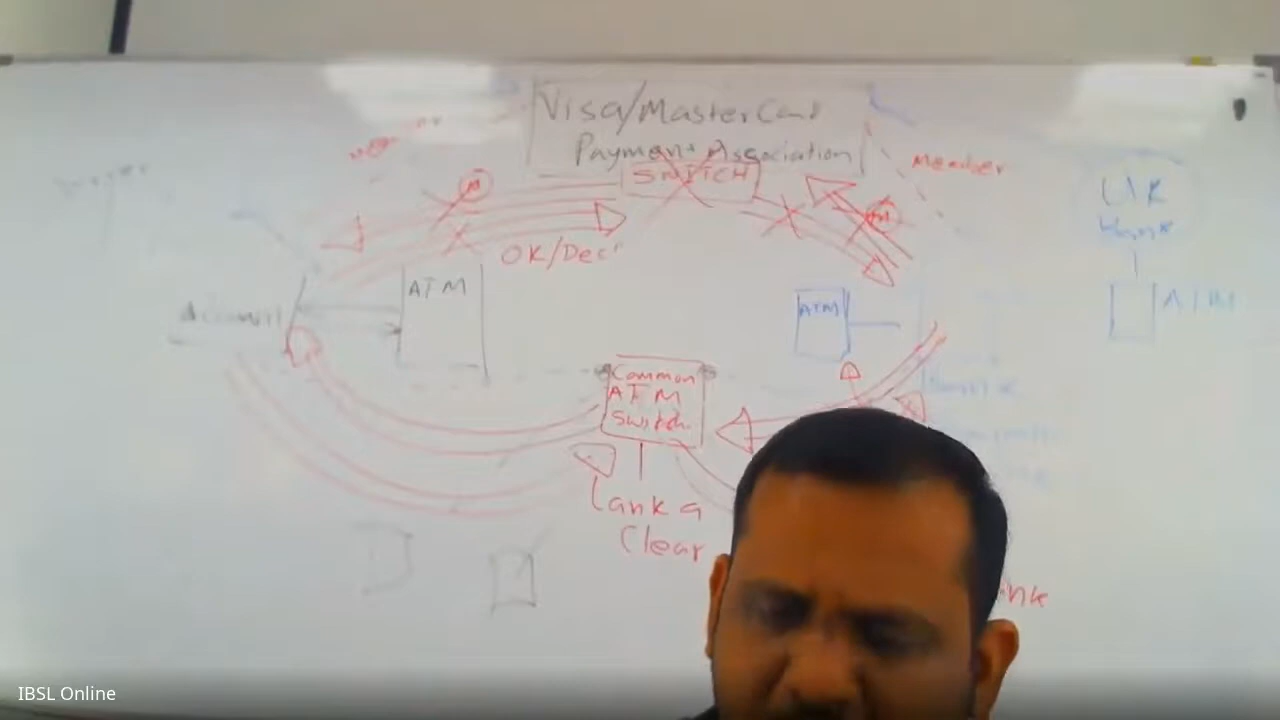 Visa/MasterCard
Payment Association
SWITCH
Member
M
M
OK/Decl
UK
Bank
ATM
ATM
ATM
Account
Common
ATM
Switch
Lanka
Clear
IBSL Online